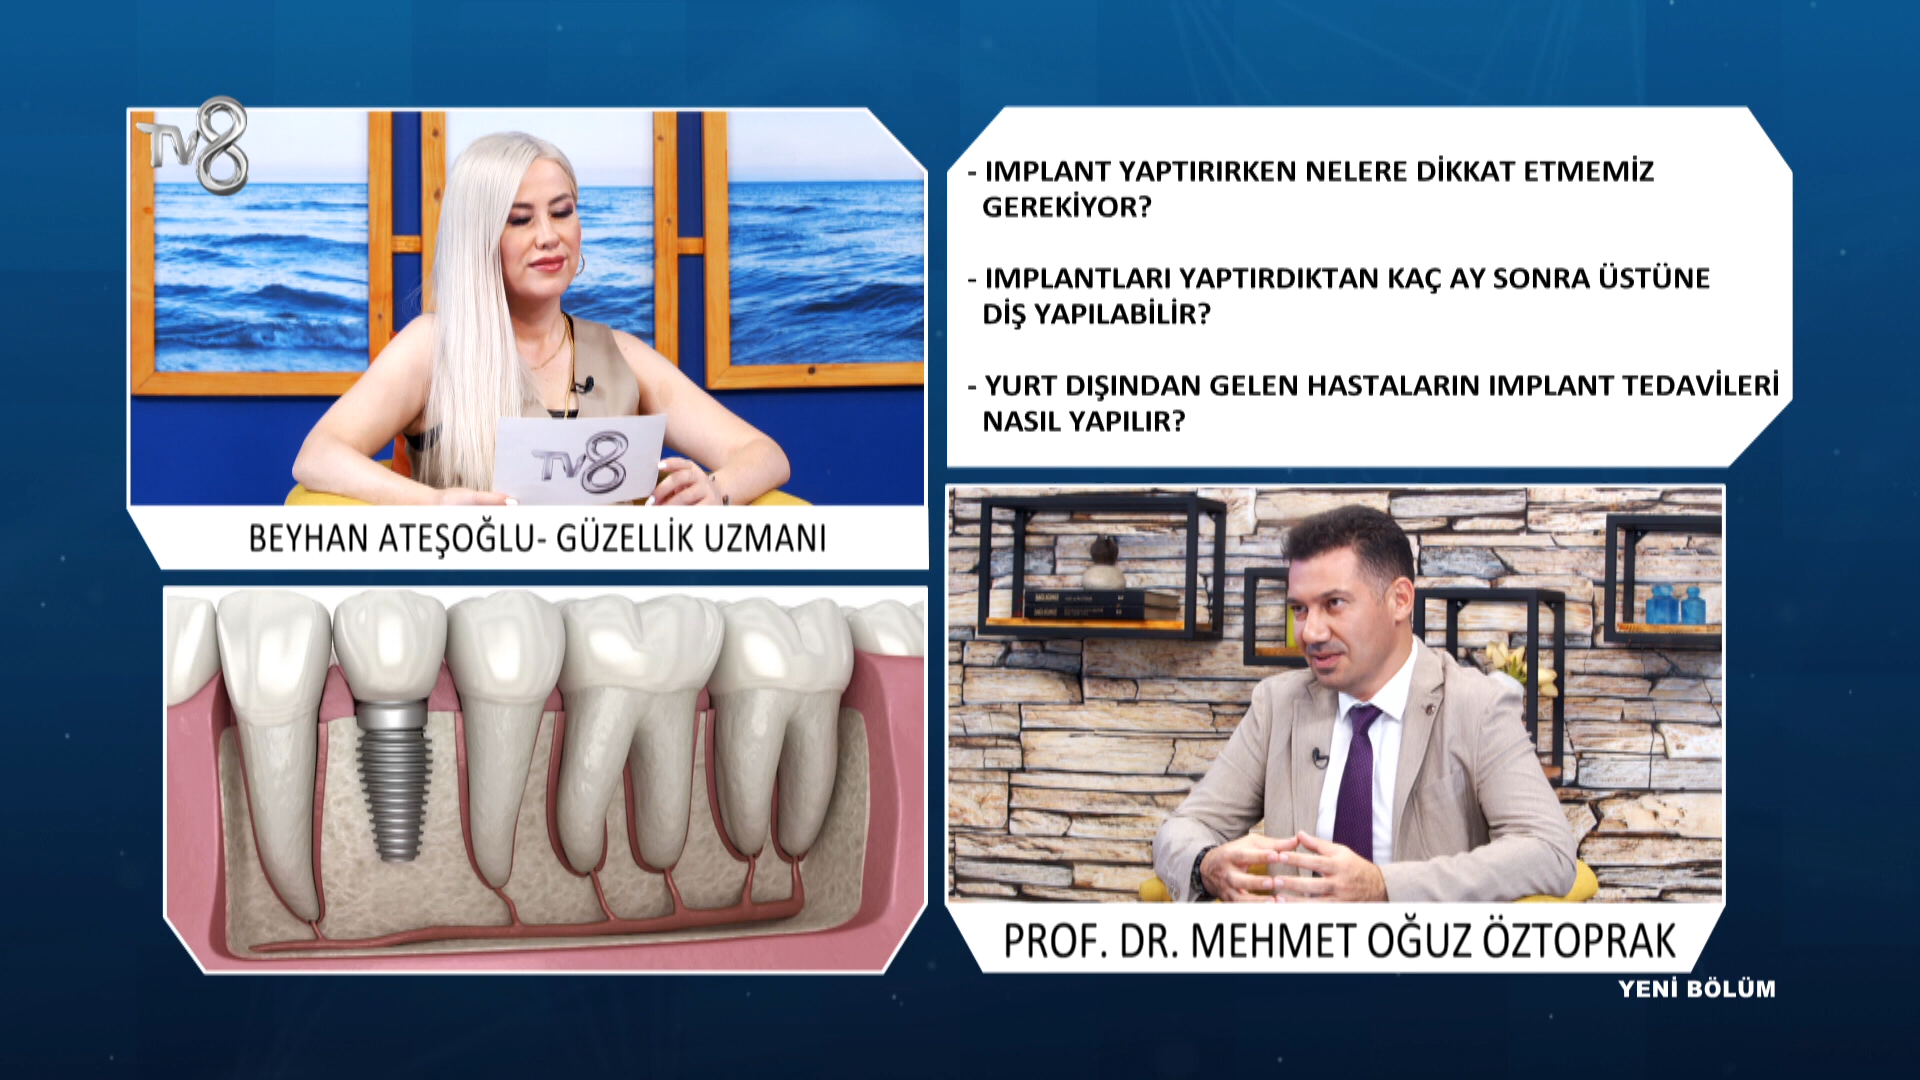 TV8
- IMPLANT YAPTIRIRKEN NELERE DİKKAT ETMEMİZ
GEREKİYOR?
- IMPLANTLARI YAPTIRDIKTAN KAÇ AY SONRA ÜSTÜNE
DİŞ YAPILABİLİR?
- YURT DIŞINDAN GELEN HASTALARIN IMPLANT TEDAVİLERİ
NASIL YAPILIR?
TV8
BEYHAN ATEŞOĞLU- GÜZELLİK UZMANI
PROF. DR. MEHMET OĞUZ ÖZTOPRAK
YENİ BÖLÜM